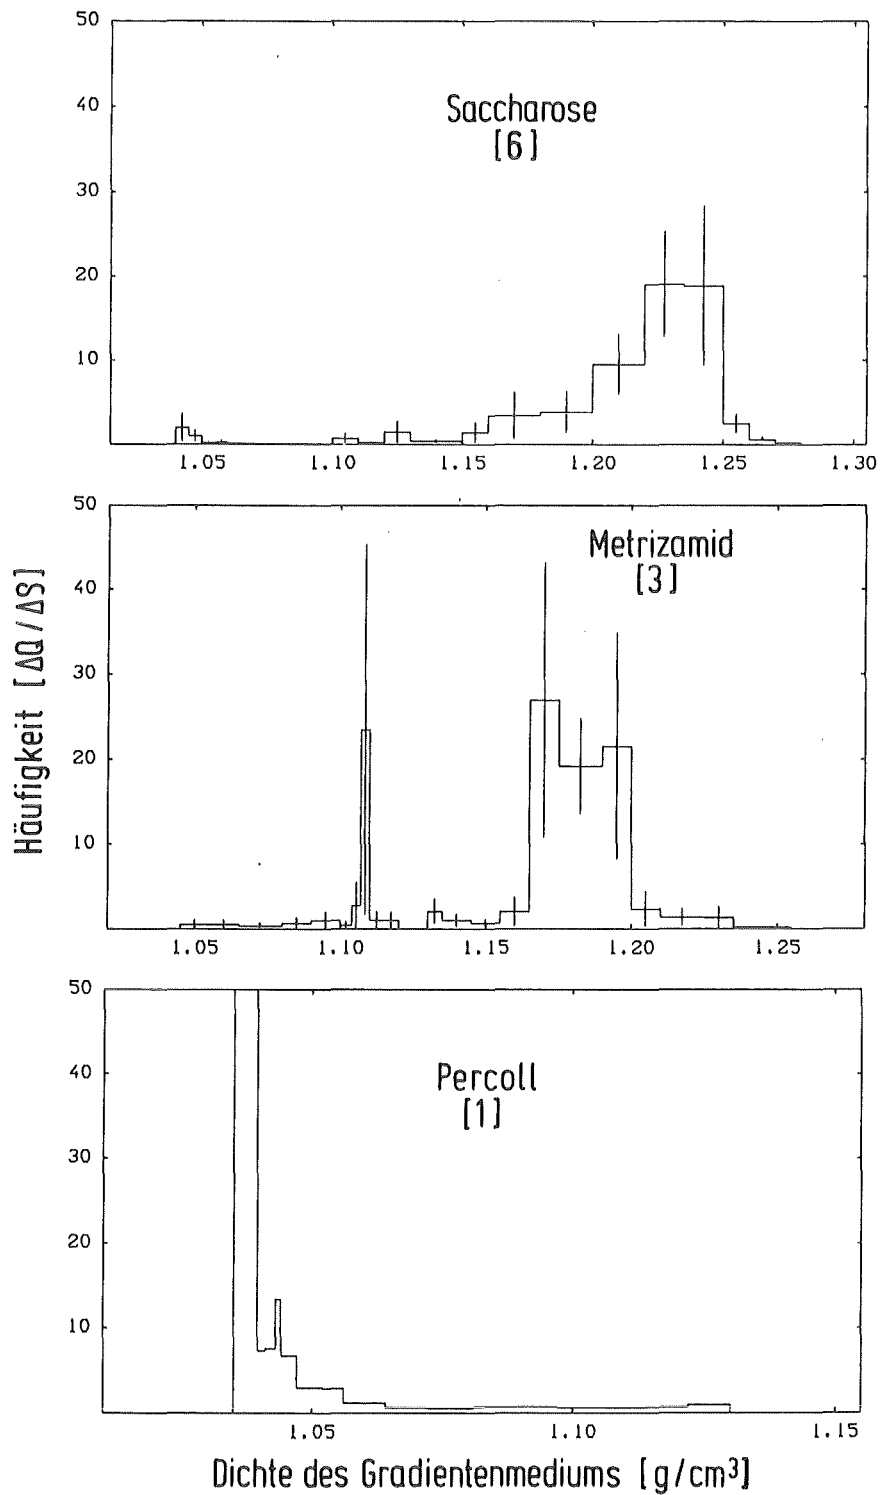 50
40
30
20
10
Saccharose
[6]
1.05 1.10 1.15 1.20 1.25 1.30
50
40
30
20
10
Metrizamid
[3]
1.05 1.10 1.15 1.20 1.25
Häufigkeit [ΔQ/ΔS]
50
40
30
20
10
Percoll
[1]
1.05 1.10 1.15
Dichte des Gradientenmediums [g/cm³]